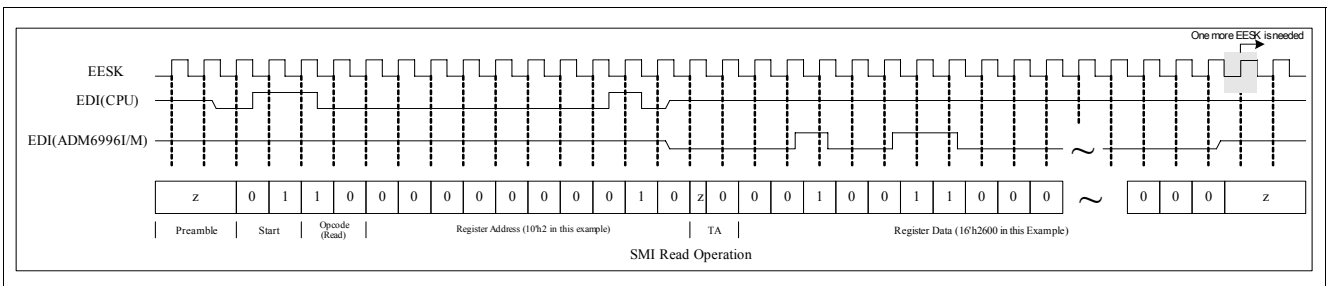 One more EESK is needed
EESK
EDI(CPU)
EDI(ADM6996I/M)
z 0 1 1 0 0 0 0 0 0 0 0 0 1 0 z 0 0 0 1 0 0 1 1 0 0 0 ~ 0 0 0 z
Preamble Start Opcode (Read) Register Address (10'h2 in this example) TA Register Data (16'h2600 in this Example)
SMI Read Operation